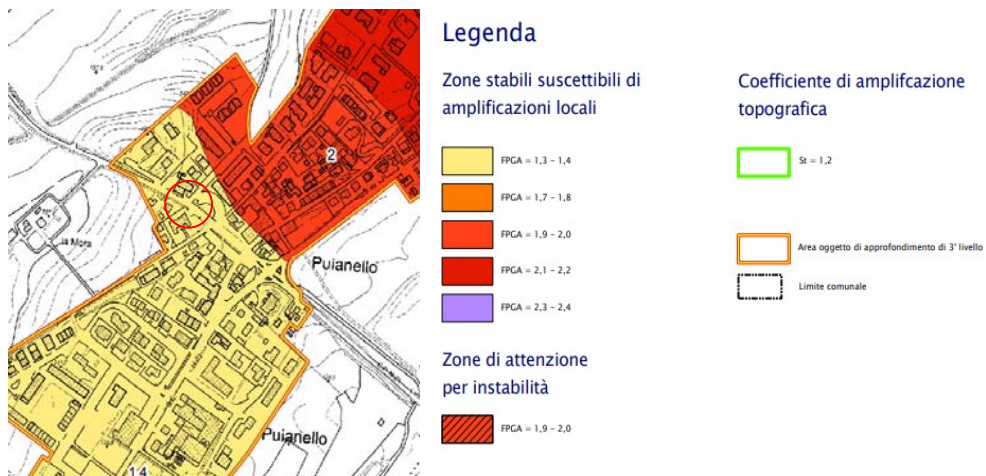 2
la Mora
Puianello
Puianello
1,4
Legenda
Zone stabili suscettibili di
amplificazioni locali
FPGA = 1,3 - 1,4
FPGA = 1,7 - 1,8
FPGA = 1,9 - 2,0
FPGA = 2,1 - 2,2
FPGA = 2,3 - 2,4
Zone di attenzione
per instabilità
FPGA = 1,9 - 2,0
Coefficiente di amplifcazione
topografica
St = 1,2
Area oggetto di approfondimento di 3° livello
Limite comunale